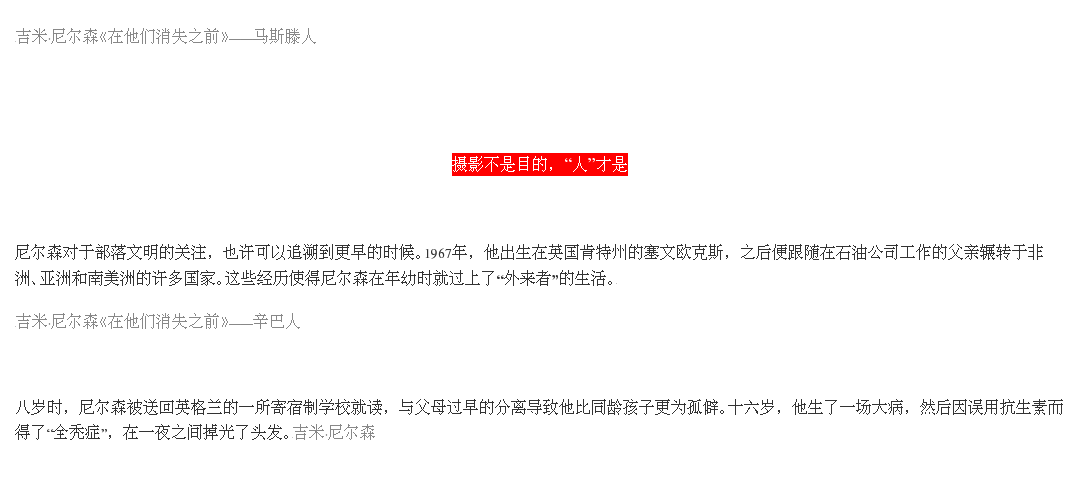 吉米·尼尔森《在他们消失之前》——马斯滕人
摄影不是目的，“人”才是
尼尔森对于部落文明的关注，也许可以追溯到更早的时候。1967年，他出生在英国肯特州的塞文欧克斯，之后便跟随在石油公司工作的父亲辗转于非
洲、亚洲和南美洲的许多国家。这些经历使得尼尔森在年幼时就过上了“外来者”的生活。
吉米·尼尔森《在他们消失之前》——辛巴人
八岁时，尼尔森被送回英格兰的一所寄宿制学校就读，与父母过早的分离导致他比同龄孩子更为孤僻。十六岁，他生了一场大病，然后因误用抗生素而
得了“全秃症”，在一夜之间掉光了头发。吉米·尼尔森